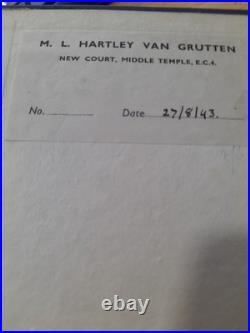 M. L. HARTLEY VAN GRUTTEN
NEW COURT, MIDDLE TEMPLE, E.C.4.
No. Date 27/8/43.